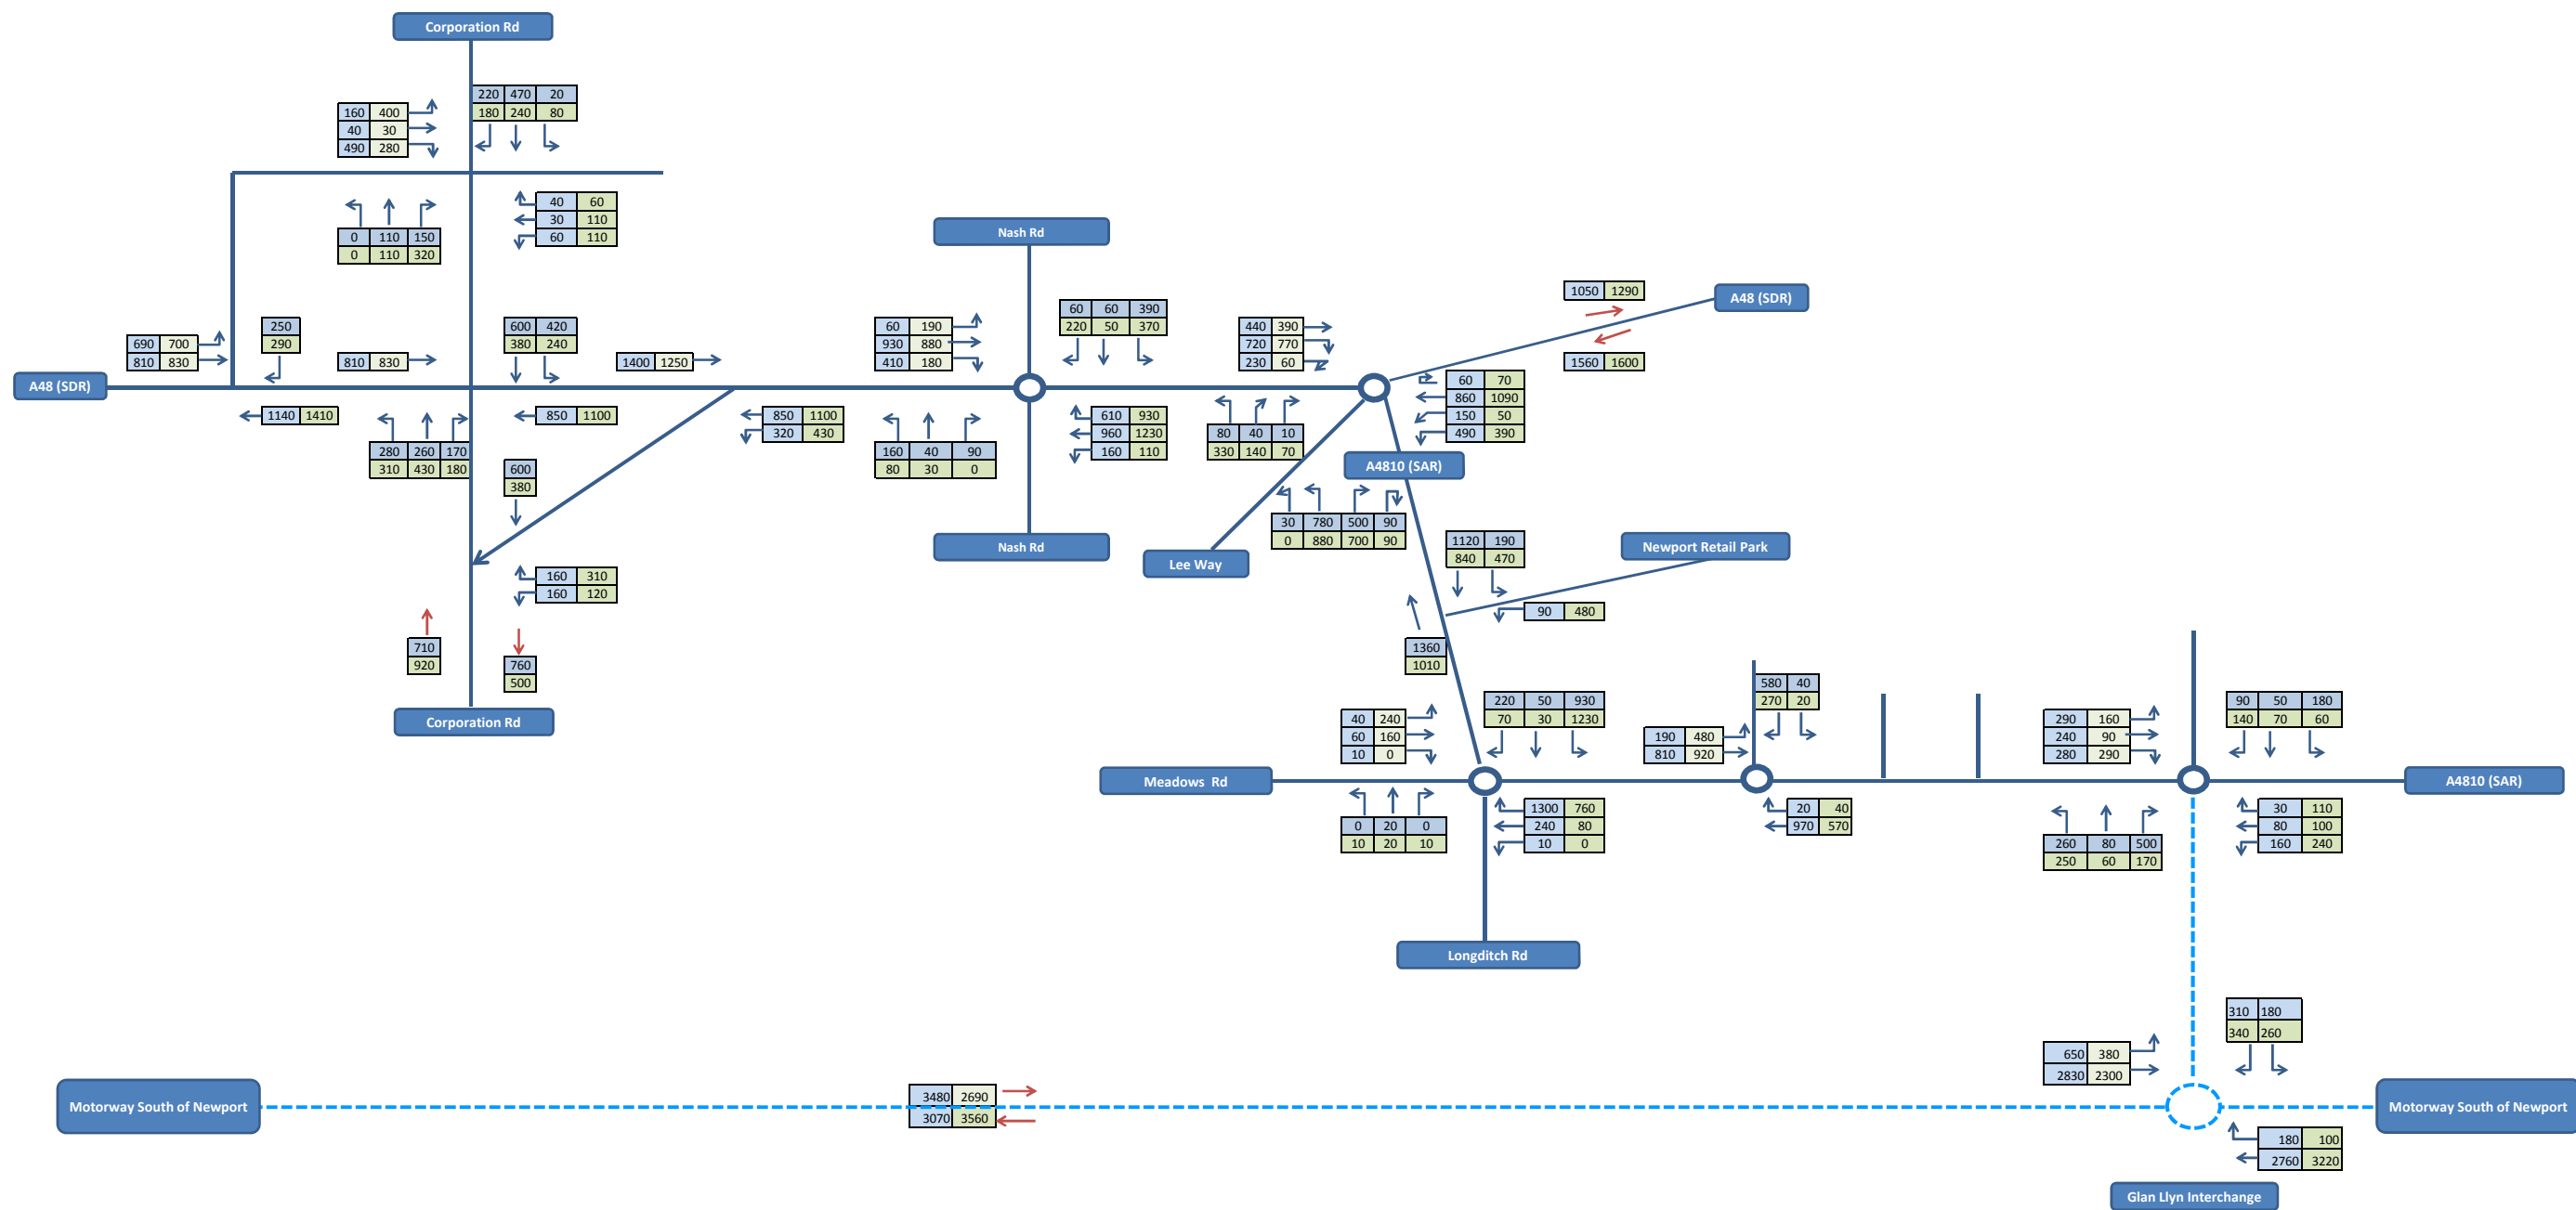 Corporation Rd
220 470 20
180 240 80
160 400
40 30
490 280
40 60
30 110
60 110
0 110 150
0 110 320
Nash Rd
A48 (SDR)
1050 1290
1560 1600
690 700
810 830
250
290
810 830
600 420
380 240
1400 1250
60 190
930 880
410 180
60 60 390
220 50 370
440 390
720 770
230 60
A48 (SDR)
1140 1410
280 260 170
310 430 180
850 1100
850 1100
320 430
160 40 90
80 30 0
610 930
960 1230
160 110
80 40 10
330 140 70
60 70
860 1090
150 50
490 390
A4810 (SAR)
600
380
30 780 500 90
0 880 700 90
Nash Rd
Lee Way
1120 190
840 470
Newport Retail Park
160 310
160 120
90 480
710
920
760
500
1360
1010
Corporation Rd
40 240
60 160
10 0
220 50 930
70 30 1230
580 40
270 20
190 480
810 920
290 160
240 90
280 290
90 50 180
140 70 60
Meadows Rd
A4810 (SAR)
0 20 0
10 20 10
1300 760
240 80
10 0
20 40
970 570
260 80 500
250 60 170
30 110
80 100
160 240
Longditch Rd
310 180
340 260
650 380
2830 2300
Motorway South of Newport
3480 2690
3070 3560
Motorway South of Newport
180 100
2760 3220
Glan Llyn Interchange